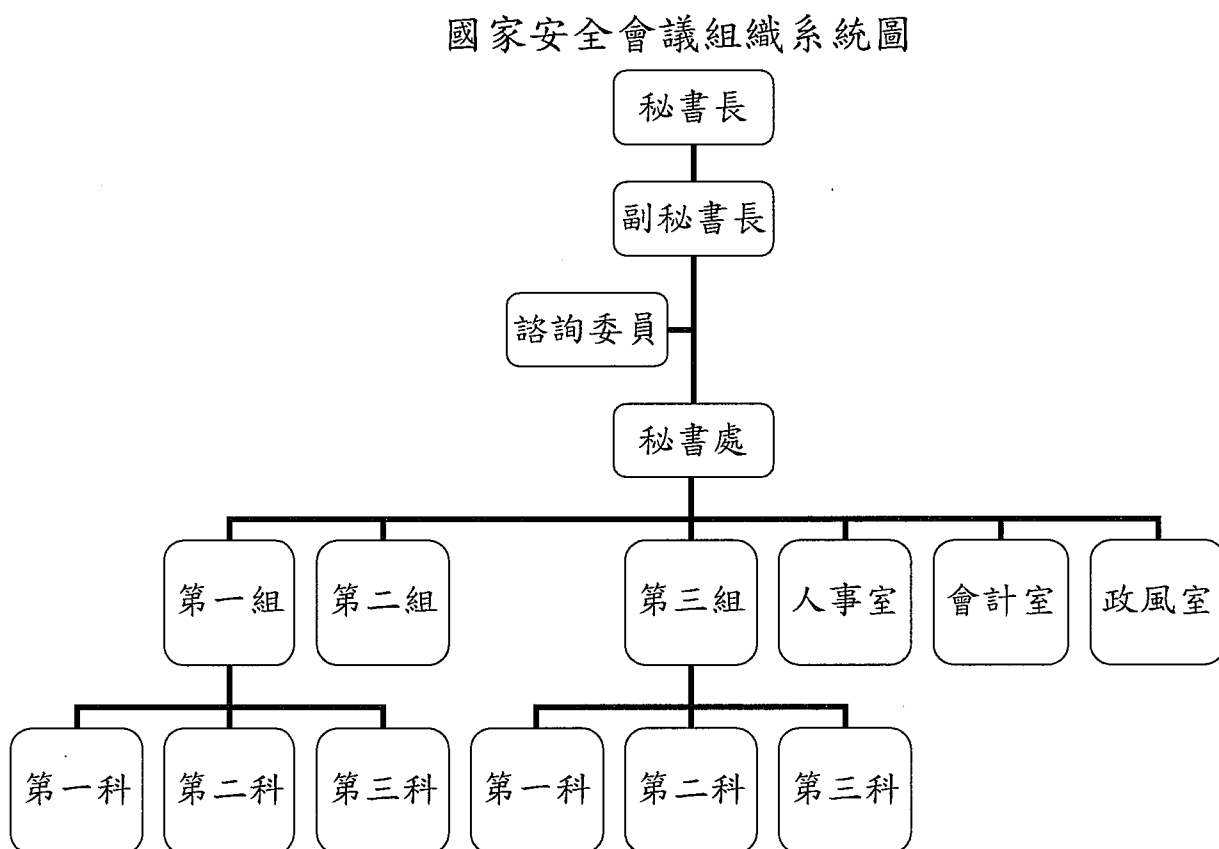 國家安全會議組織系統圖
秘書長
副秘書長
諮詢委員
秘書處
第一組
第二組
第三組
人事室
會計室
政風室
第一科
第二科
第三科
第一科
第二科
第三科